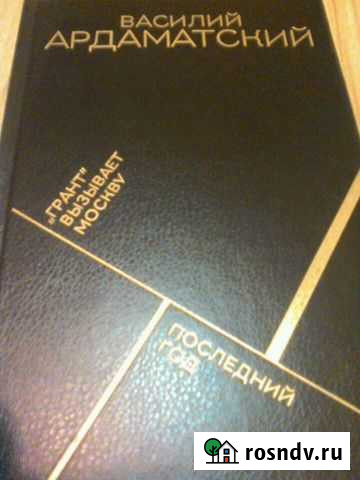 ВАСИЛИЙ
АРДАМАТСКИЙ
„ГРАНТ"
ВЫЗЫВАЕТ
МОСКВУ
ПОСЛЕДНИЙ
ГОД
rosndv.ru